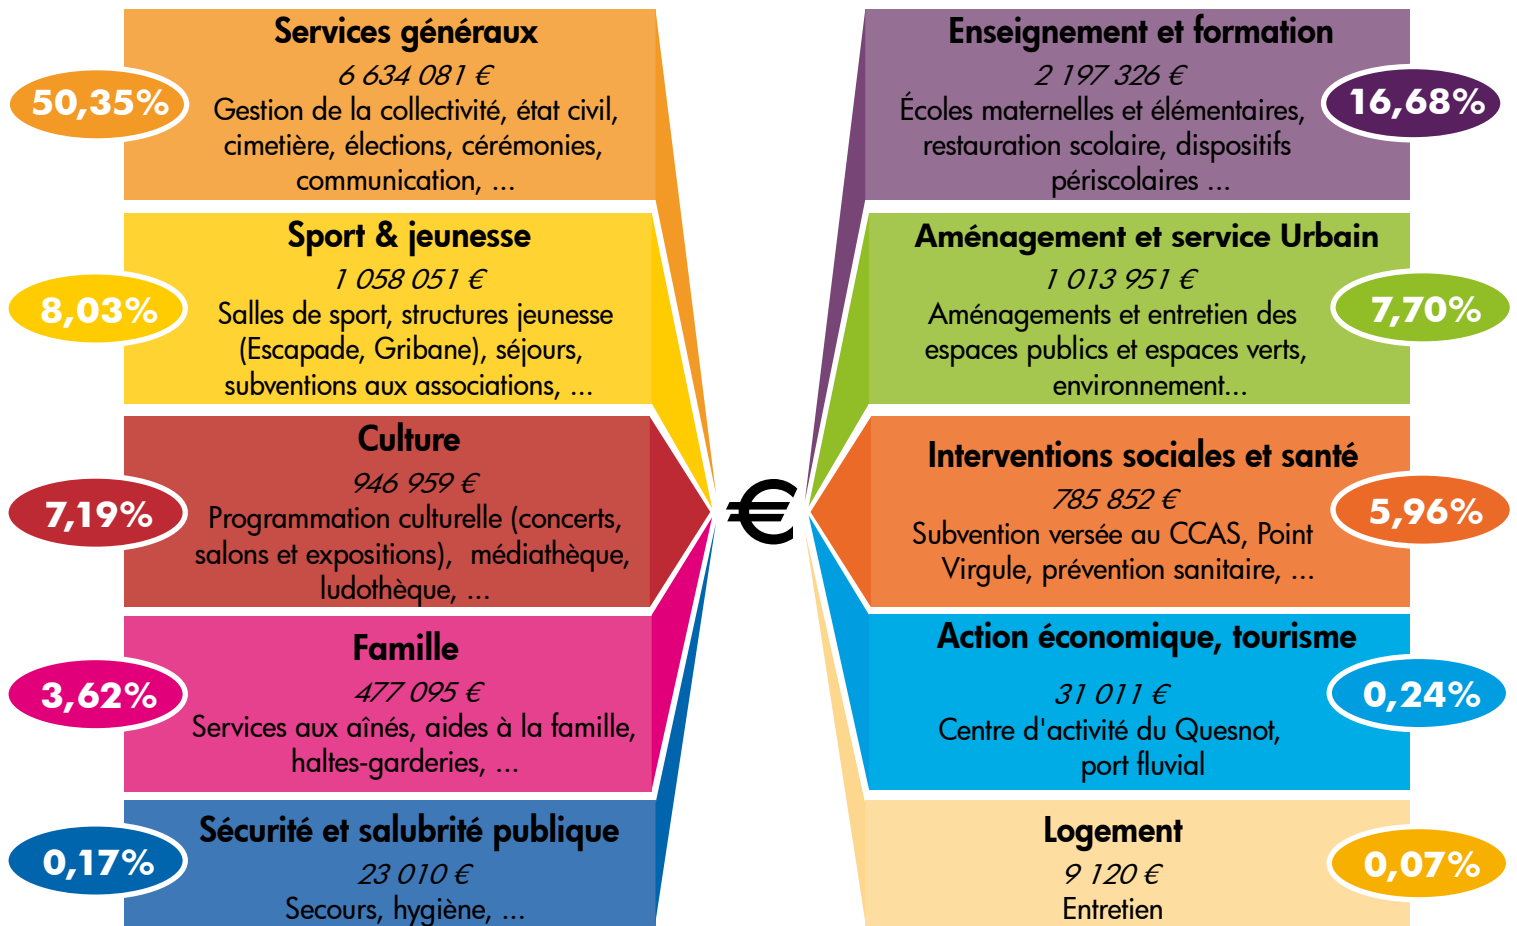 Services généraux
6 634 081 €
50,35%
Gestion de la collectivité, état civil,
cimetière, élections, cérémonies,
communication, ...
Sport & jeunesse
1 058 051 €
8,03%
Salles de sport, structures jeunesse
(Escapade, Gribane), séjours,
subventions aux associations, ...
Culture
946 959 €
7,19%
Programmation culturelle (concerts,
salons et expositions), médiathèque,
ludothèque, ...
Famille
477 095 €
3,62%
Services aux aînés, aides à la famille,
haltes-garderies, ...
Sécurité et salubrité publique
23 010 €
0,17%
Secours, hygiène, ...
€
Enseignement et formation
2 197 326 €
16,68%
Écoles maternelles et élémentaires,
restauration scolaire, dispositifs
périscolaires ...
Aménagement et service Urbain
1 013 951 €
7,70%
Aménagements et entretien des
espaces publics et espaces verts,
environnement...
Interventions sociales et santé
785 852 €
5,96%
Subvention versée au CCAS, Point
Virgule, prévention sanitaire, ...
Action économique, tourisme
31 011 €
0,24%
Centre d'activité du Quesnot,
port fluvial
Logement
9 120 €
0,07%
Entretien